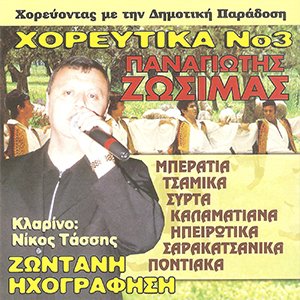 Χορεύοντας με την Δημοτική Παράδοση
ΧΟΡΕΥΤΙΚΑ Νο3
ΠΑΝΑΓΙΩΤΗΣ
ΖΩΣΙΜΑΣ
ΜΠΕΡΑΤΙΑ
ΤΣΑΜΙΚΑ
ΣΥΡΤΑ
ΚΑΛΑΜΑΤΙΑΝΑ
ΗΠΕΙΡΩΤΙΚΑ
ΣΑΡΑΚΑΤΣΑΝΙΚΑ
ΠΟΝΤΙΑΚΑ
Κλαρίνο:
Νίκος Τάσσης
ΖΩΝΤΑΝΗ
ΗΧΟΓΡΑΦΗΣΗ